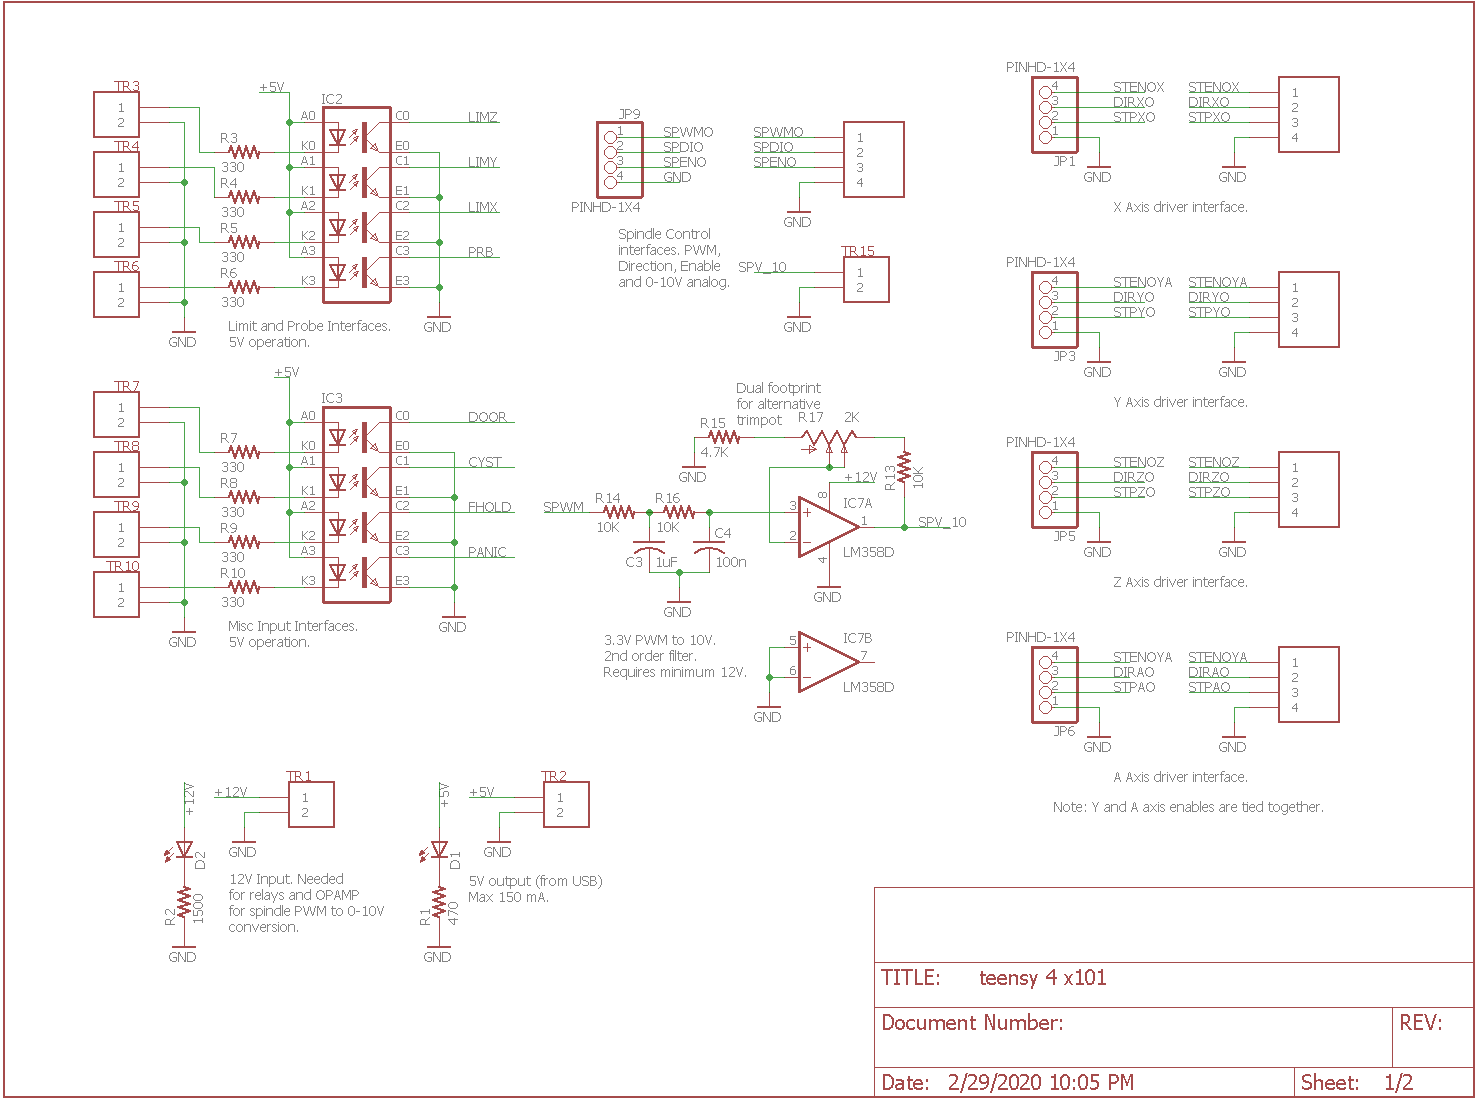 TR3
1
2
TR4
1
2
TR5
1
2
TR6
1
2
GND
+5V
IC2
R3
330
R4
330
R5
330
R6
330
A0
K0
A1
K1
A2
K2
A3
K3
C0
E0
C1
E1
C2
E2
C3
E3
LIMZ
LIMY
LIMX
PRB
GND
Limit and Probe Interfaces.
5V operation.
TR7
1
2
TR8
1
2
TR9
1
2
TR10
1
2
GND
+5V
IC3
R7
330
R8
330
R9
330
R10
330
A0
K0
A1
K1
A2
K2
A3
K3
C0
E0
C1
E1
C2
E2
C3
E3
DOOR
CYST
FHOLD
PANIC
GND
Misc Input Interfaces.
5V operation.
JP9
1
2
3
4
PINHD-1X4
SPWMO
SPDIO
SPENO
GND
SPWMO
SPDIO
SPENO
1
2
3
4
GND
Spindle Control
interfaces. PWM,
Direction, Enable
and 0-10V analog.
SPV_10
TR15
1
2
GND
Dual footprint
for alternative
trimpot
R17
2K
R15
4.7K
GND
R13
10K
+12V
SPWM
R14
10K
R16
10K
C3
1uF
C4
100n
GND
3
2
8
4
1
IC7A
LM358D
SPV_10
GND
3.3V PWM to 10V.
2nd order filter.
Requires minimum 12V.
5
6
7
IC7B
LM358D
GND
PINHD-1X4
4
3
2
1
JP1
STENOX
DIRXO
STPXO
GND
STENOX
DIRXO
STPXO
1
2
3
4
GND
X Axis driver interface.
PINHD-1X4
4
3
2
1
JP3
STENOYA
DIRYO
STPYO
GND
STENOYA
DIRYO
STPYO
1
2
3
4
GND
Y Axis driver interface.
PINHD-1X4
4
3
2
1
JP5
STENOZ
DIRZO
STPZO
GND
STENOZ
DIRZO
STPZO
1
2
3
4
GND
Z Axis driver interface.
PINHD-1X4
4
3
2
1
JP6
STENOYA
DIRAO
STPAO
GND
STENOYA
DIRAO
STPAO
1
2
3
4
GND
A Axis driver interface.
Note: Y and A axis enables are tied together.
+12V
D2
R2
1500
GND
+12V
TR1
1
2
GND
12V Input. Needed
for relays and OPAMP
for spindle PWM to 0-10V
conversion.
+5V
D1
R1
470
GND
+5V
TR2
1
2
GND
5V output (from USB)
Max 150 mA.
TITLE: teensy 4 x101
Document Number:
REV:
Date: 2/29/2020 10:05 PM
Sheet: 1/2